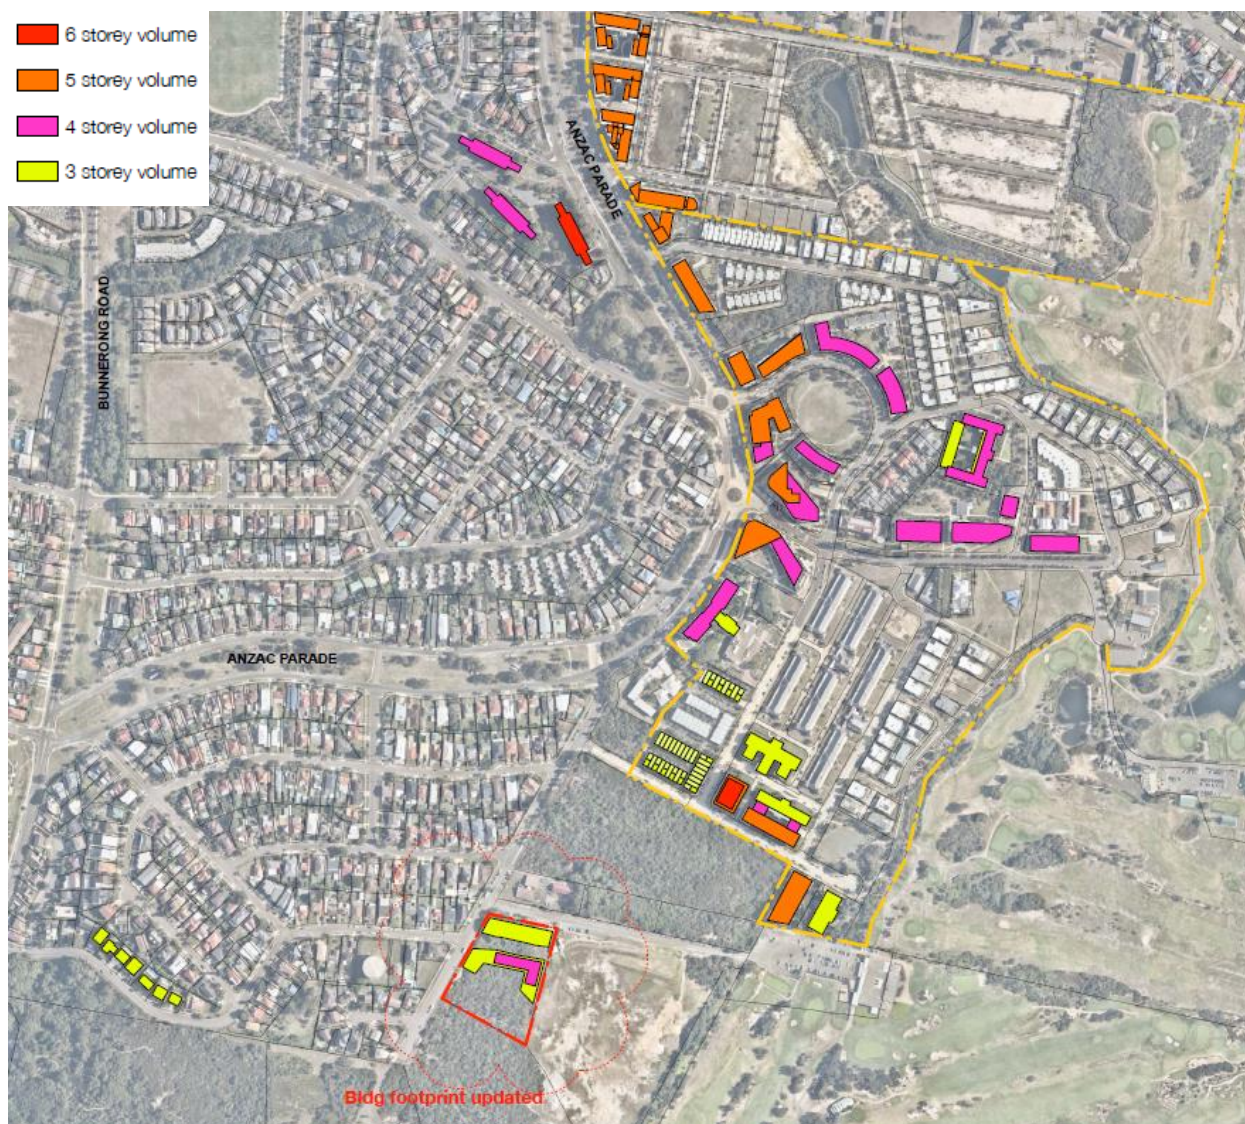 6 storey volume
5 storey volume
4 storey volume
3 storey volume
ANZAC PARADE
BUNNERONG ROAD
ANZAC PARADE
Bldg footprint updated